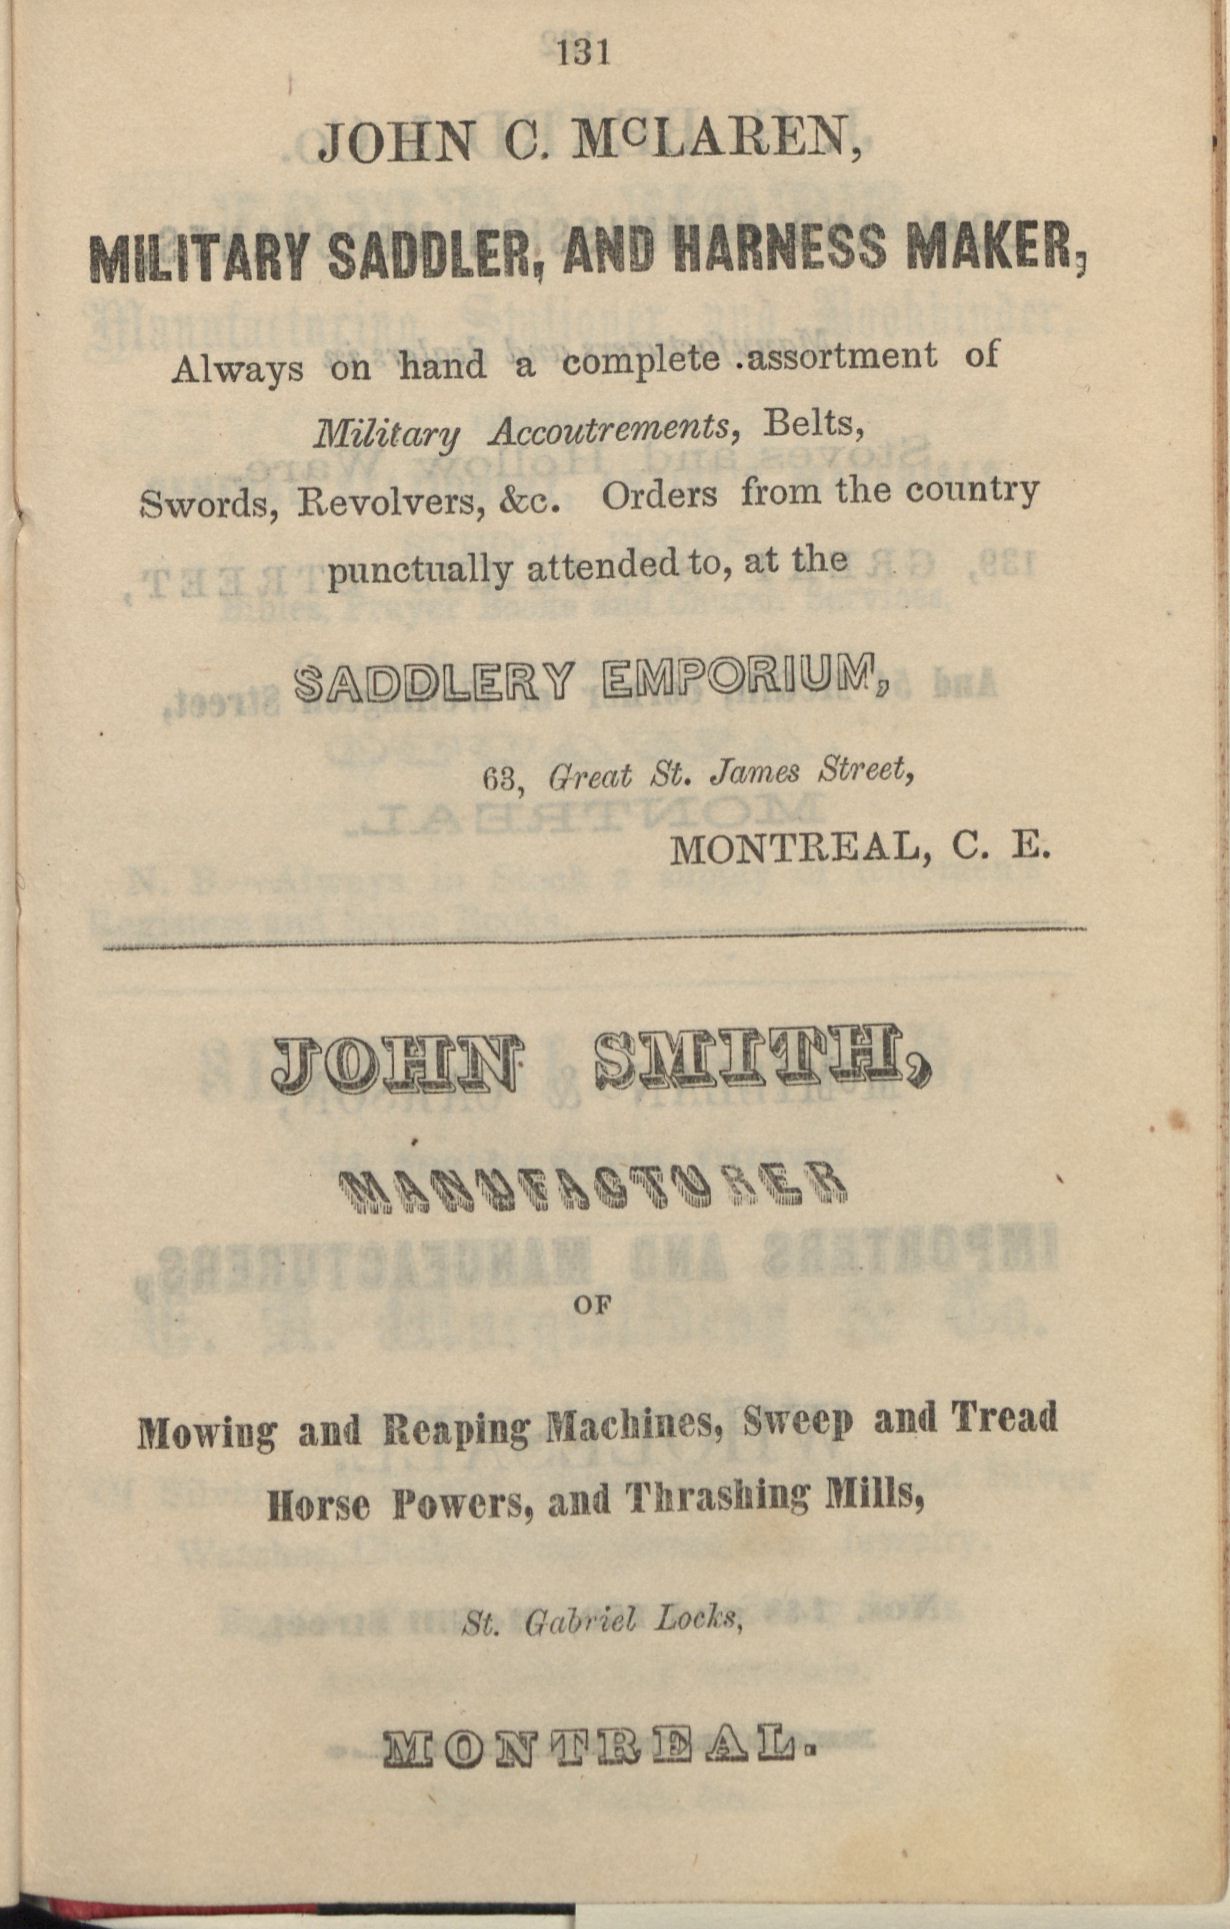 131
JOHN C. McLAREN,
MILITARY SADDLER, AND HARNESS MAKER,
Always on hand a complete .assortment of
Military Accoutrements, Belts,
Swords, Revolvers, &c. Orders from the country
punctually attended to, at the
SADDLERY EMPORIUM,
63, Great St. James Street,
MONTREAL, C. E.
JOHN SMITH,
MANUFACTURER
OF
Mowing and Reaping Machines, Sweep and Tread
Horse Powers, and Thrashing Mills,
St. Gabriel Locks,
MONTREAL.